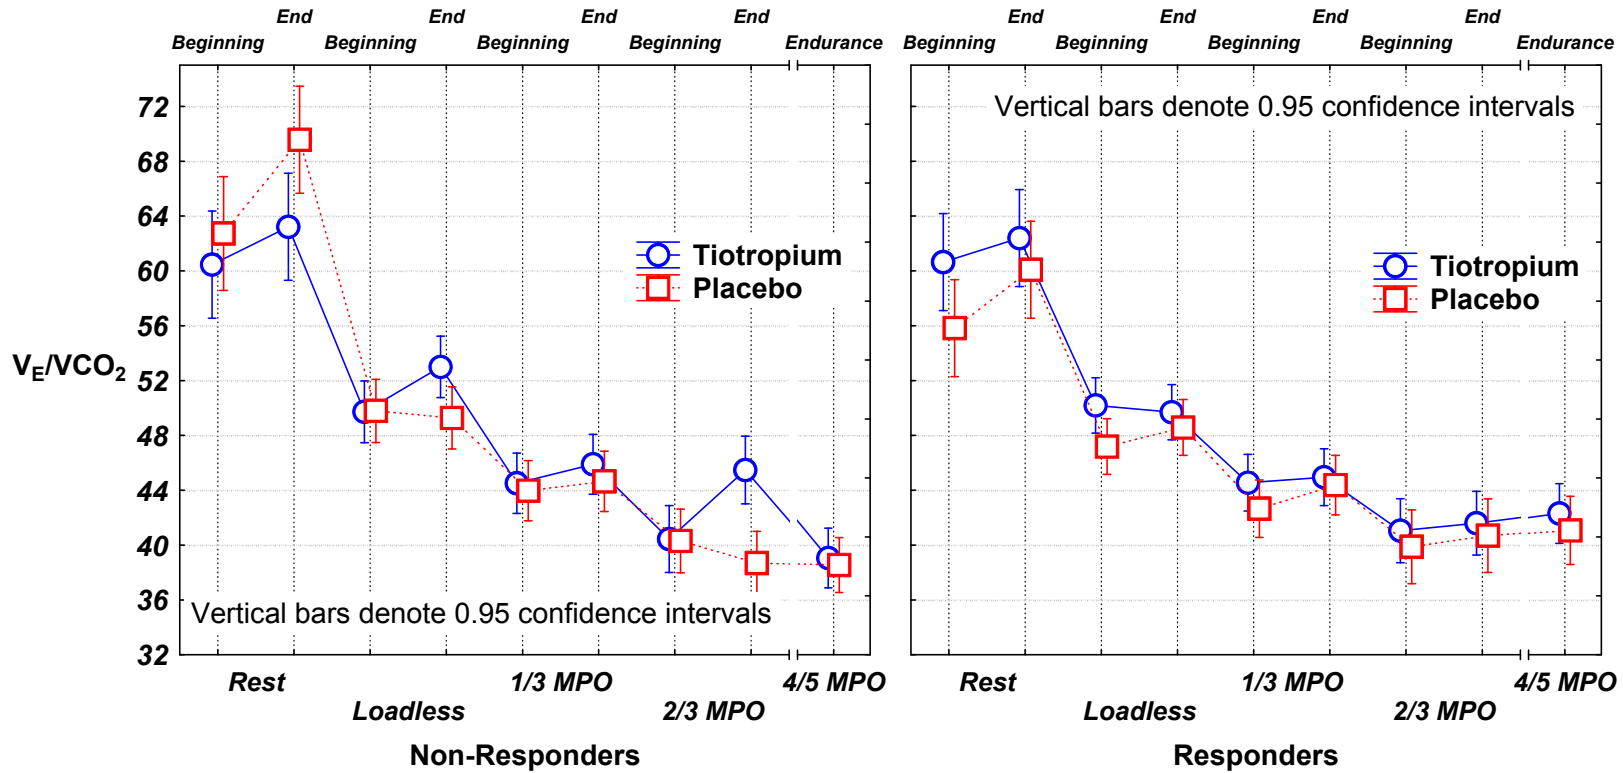 End End End End End End End End
Beginning Beginning Beginning Beginning Endurance Beginning Beginning Beginning Beginning Endurance
72
68
64
60
56
52
48
44
40
36
32
VE/VCO2
Tiotropium
Placebo
Vertical bars denote 0.95 confidence intervals
Vertical bars denote 0.95 confidence intervals
Tiotropium
Placebo
Rest 1/3 MPO 4/5 MPO Rest 1/3 MPO 4/5 MPO
Loadless 2/3 MPO Loadless 2/3 MPO
Non-Responders Responders